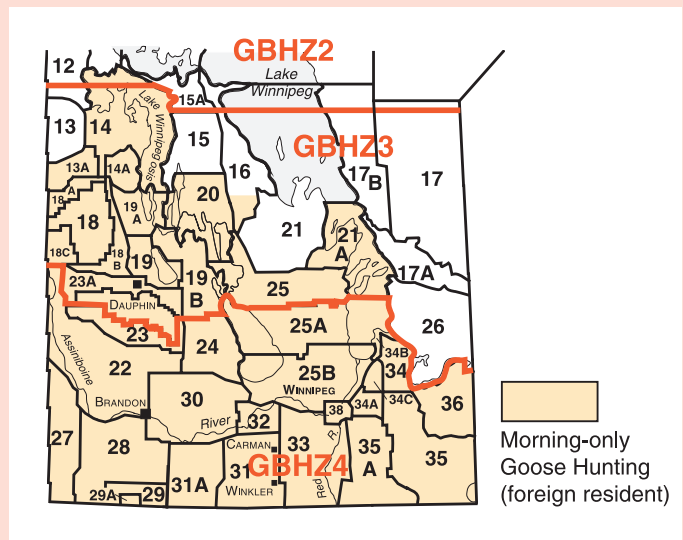 GBHZ2
12
Lake
Winnipeg
15A
Lake Winnipegosis
13
14
15
GBHZ3
16
17
B
17
13A
14A
18
A
20
19
A
18
21
21
A
18C
18
B
19
19
B
17A
23A
25
DAUPHIN
23
25A
26
Assiniboine
24
34B
22
25B
34
WINNIPEG
30
BRANDON
38
34A
34C
36
River
32
27
28
CARMAN
33
R.
35
A
35
31A
31
GBHZ4
29A
29
WINKLER
Red
Morning-only
Goose Hunting
(foreign resident)